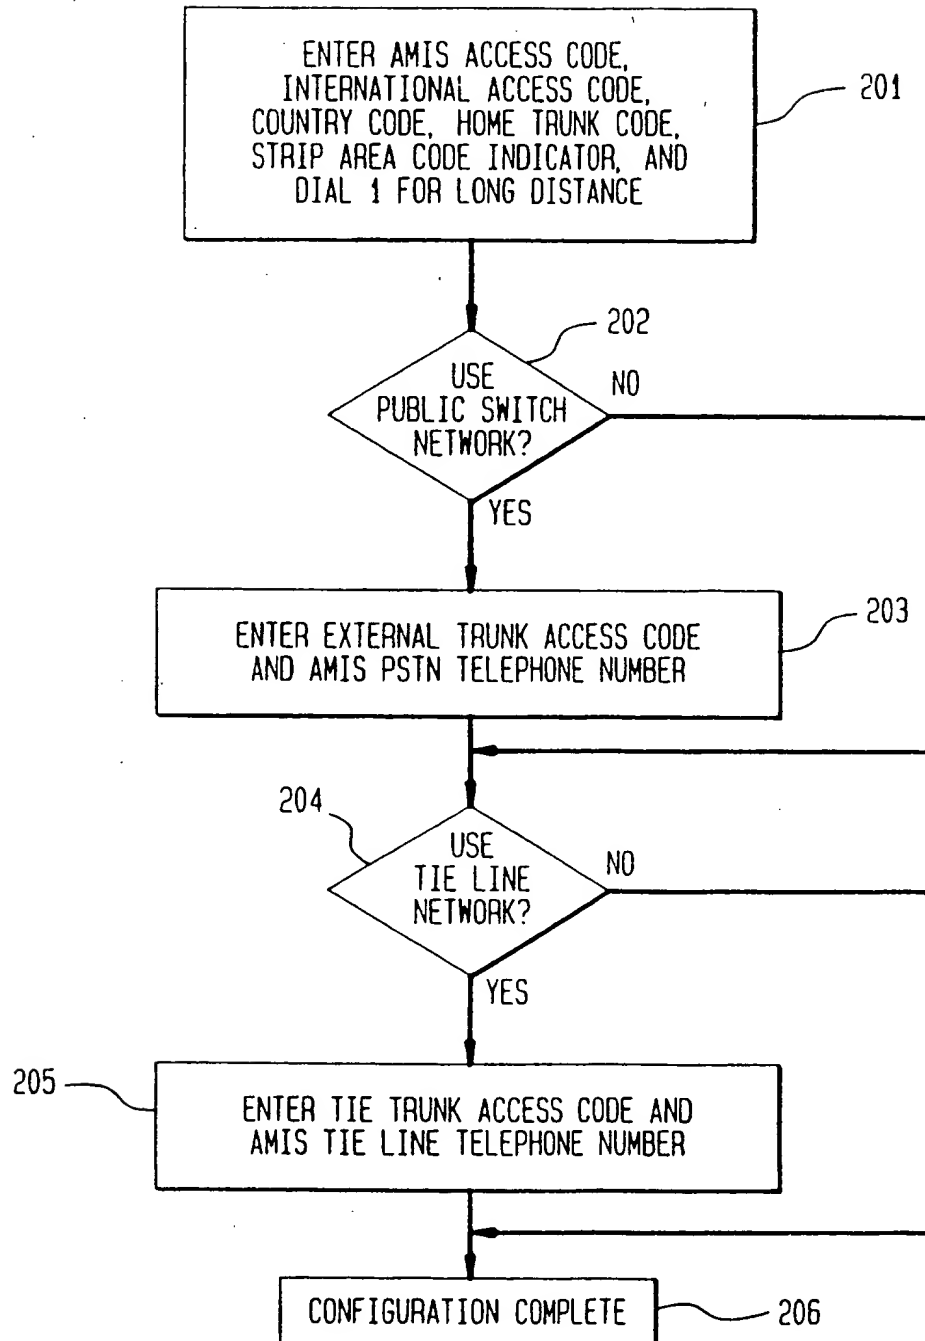 ENTER AMIS ACCESS CODE,
INTERNATIONAL ACCESS CODE,
COUNTRY CODE, HOME TRUNK CODE,
STRIP AREA CODE INDICATOR, AND
DIAL 1 FOR LONG DISTANCE
201
202
USE
PUBLIC SWITCH
NETWORK?
NO
YES
203
ENTER EXTERNAL TRUNK ACCESS CODE
AND AMIS PSTN TELEPHONE NUMBER
204
USE
TIE LINE
NETWORK?
NO
YES
205
ENTER TIE TRUNK ACCESS CODE AND
AMIS TIE LINE TELEPHONE NUMBER
CONFIGURATION COMPLETE
206